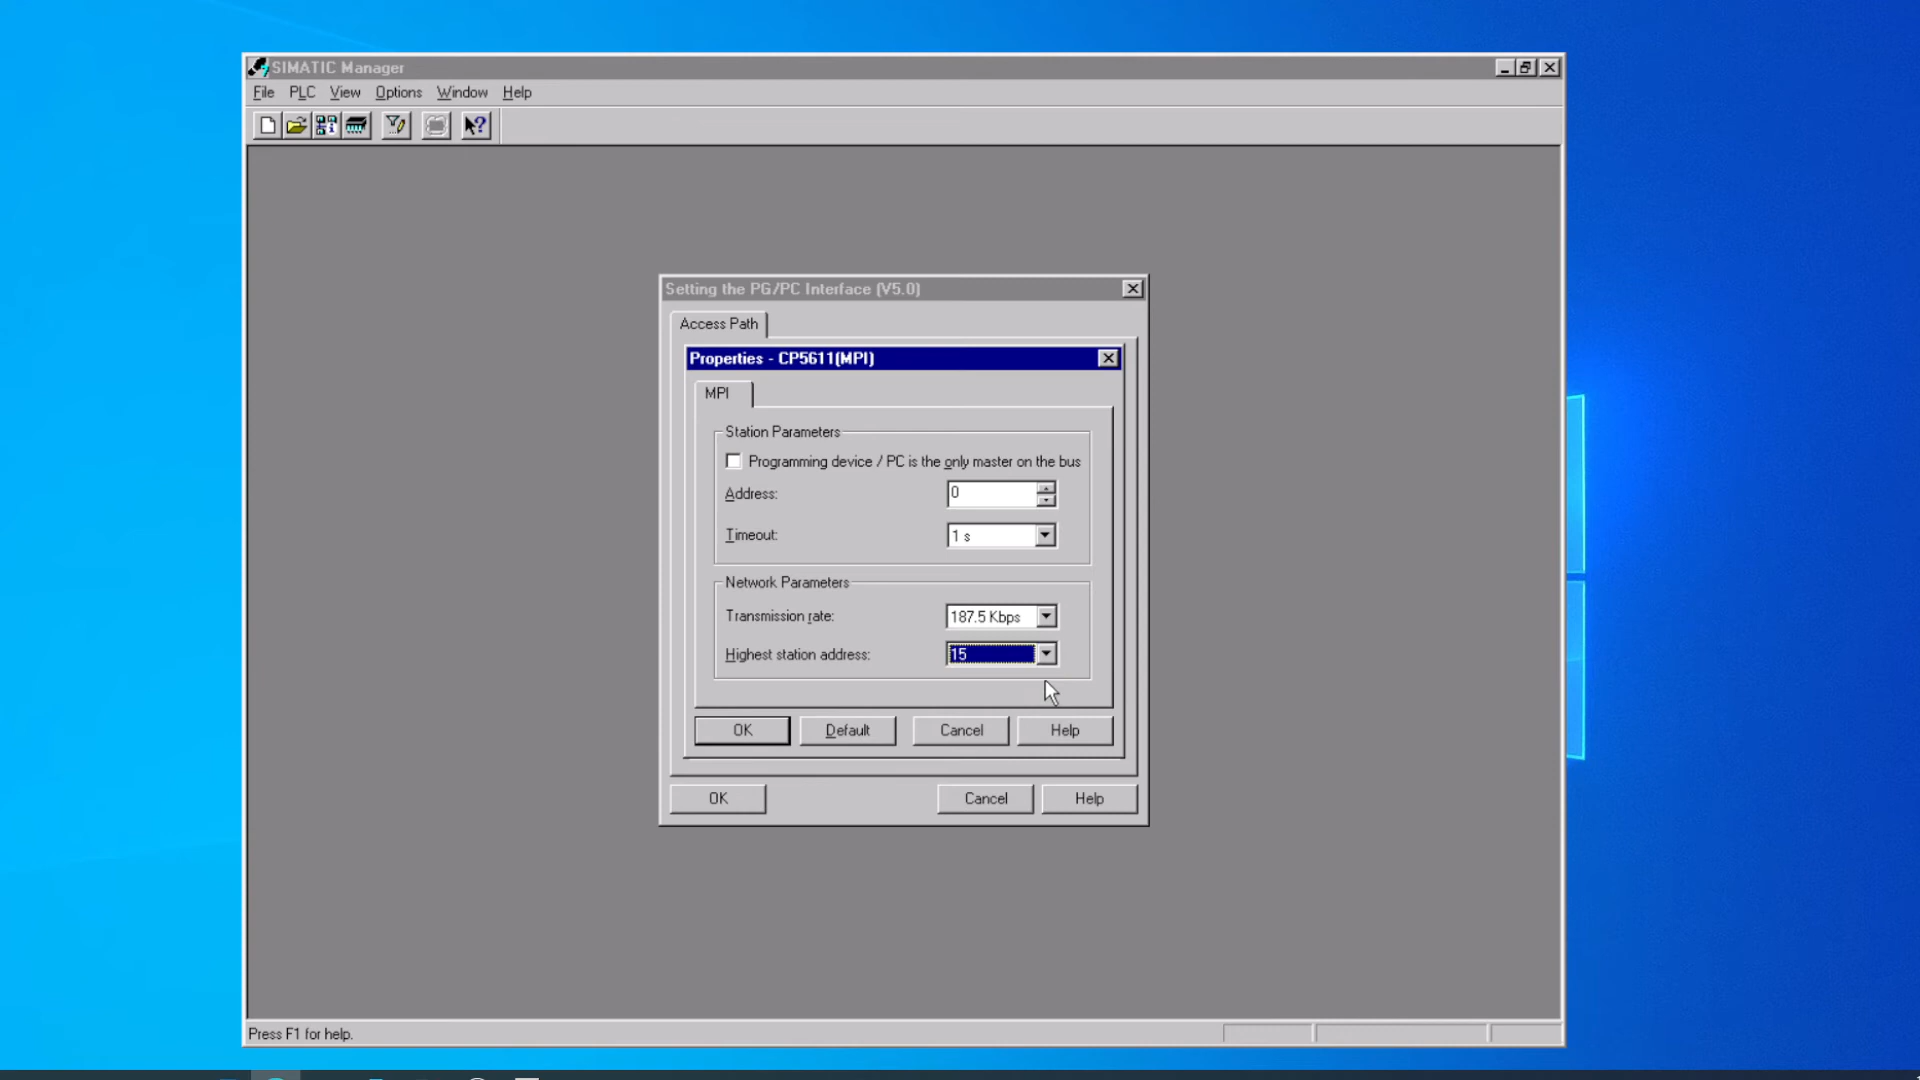 SIMATIC Manager
File PLC View Options Window Help
Setting the PG/PC Interface (V5.0)
Access Path
Properties - CP5611(MPI)
MPI
Station Parameters
Programming device / PC is the only master on the bus
Address: 0
Timeout: 1 s
Network Parameters
Transmission rate: 187.5 Kbps
Highest station address: 15
OK Default Cancel Help
OK Cancel Help
Press F1 for help.